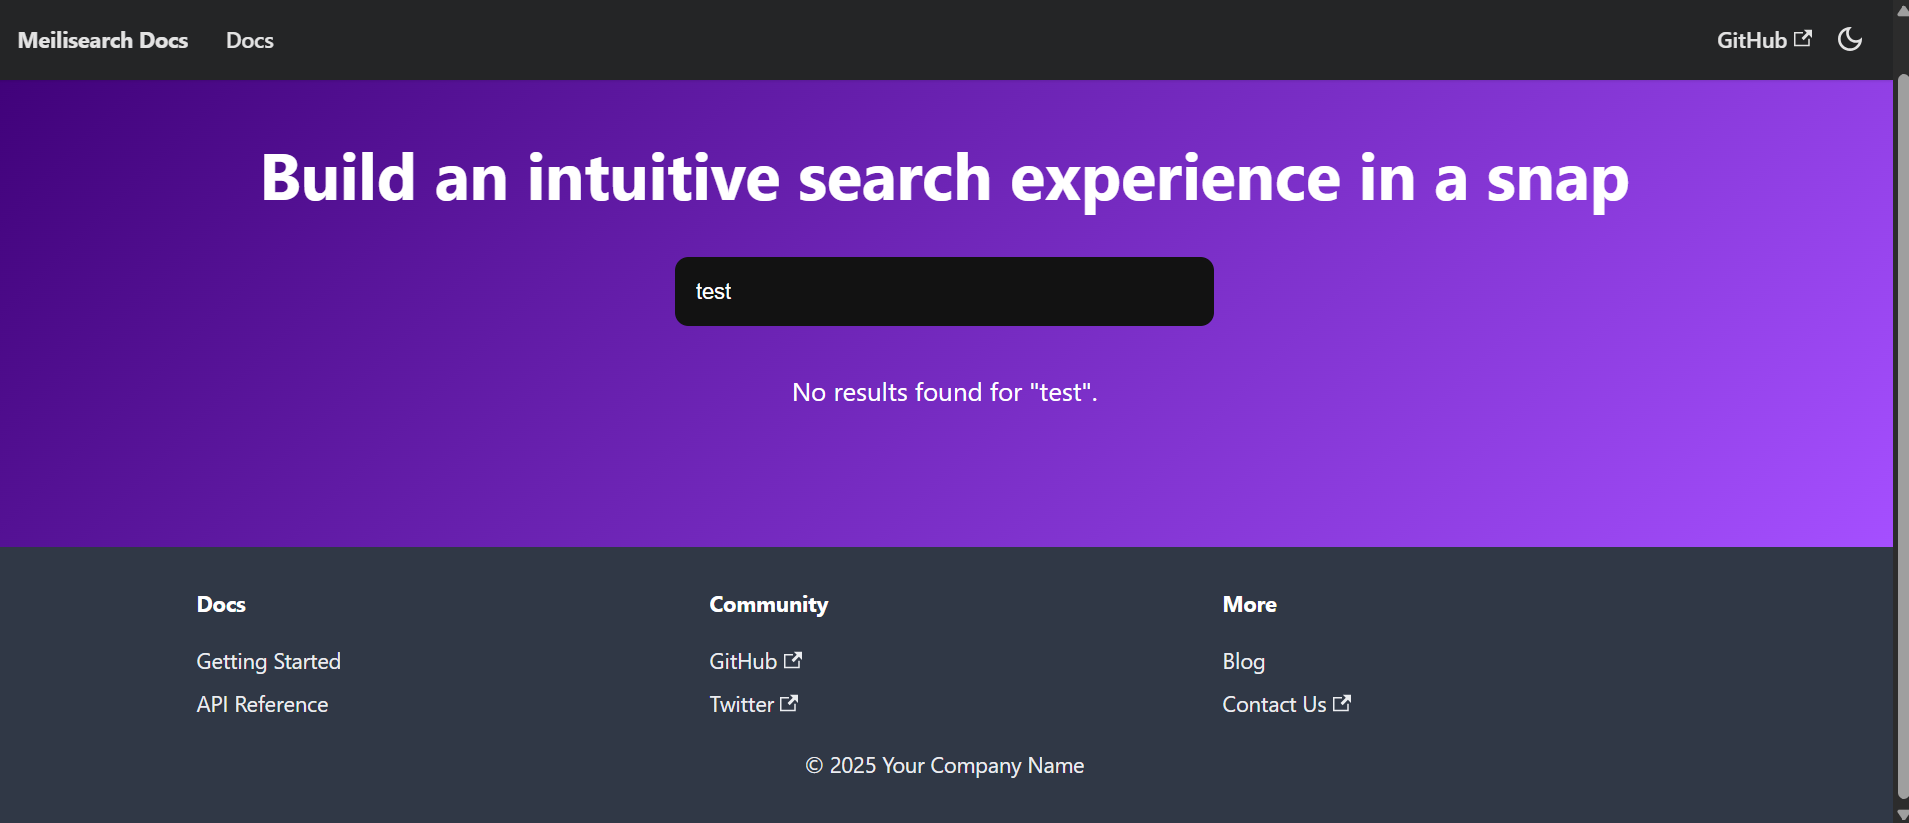 Meilisearch Docs Docs GitHub
Build an intuitive search experience in a snap
test
No results found for "test".
Docs
Getting Started
API Reference
Community
GitHub
Twitter
More
Blog
Contact Us
© 2025 Your Company Name